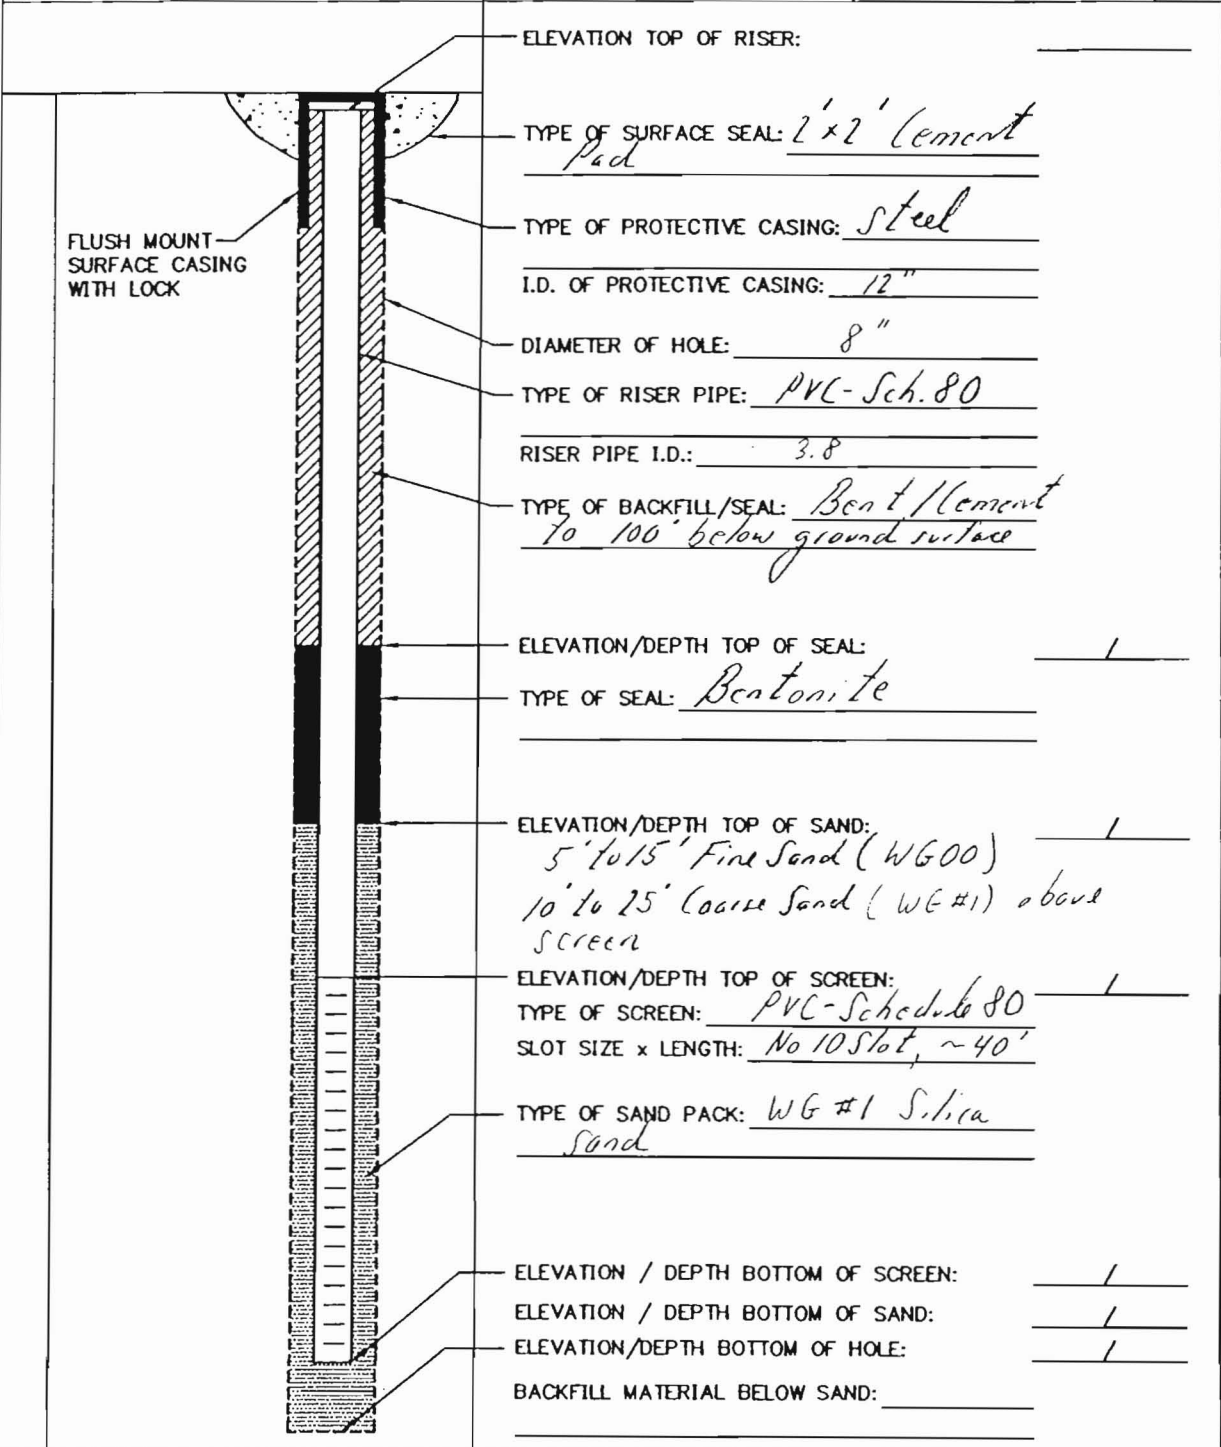 ELEVATION TOP OF RISER:
TYPE OF SURFACE SEAL: 2'x2' Cement
Pad
TYPE OF PROTECTIVE CASING: Steel
FLUSH MOUNT
SURFACE CASING
WITH LOCK
I.D. OF PROTECTIVE CASING: 12"
DIAMETER OF HOLE: 8"
TYPE OF RISER PIPE: PVC-Sch. 80
RISER PIPE I.D.: 3.8
TYPE OF BACKFILL/SEAL: Bent/Cement
To 100' below ground surface
ELEVATION/DEPTH TOP OF SEAL: /
TYPE OF SEAL: Bentonite
ELEVATION/DEPTH TOP OF SAND: /
5' to 15' Fine Sand (WG00)
10' to 25' Coarse Sand (WG #1) above
screen
ELEVATION/DEPTH TOP OF SCREEN: /
TYPE OF SCREEN: PVC-Schedule 80
SLOT SIZE x LENGTH: No 10 Slot, ~40'
TYPE OF SAND PACK: WG #1 Silica
Sand
ELEVATION / DEPTH BOTTOM OF SCREEN: /
ELEVATION / DEPTH BOTTOM OF SAND: /
ELEVATION/DEPTH BOTTOM OF HOLE: /
BACKFILL MATERIAL BELOW SAND: